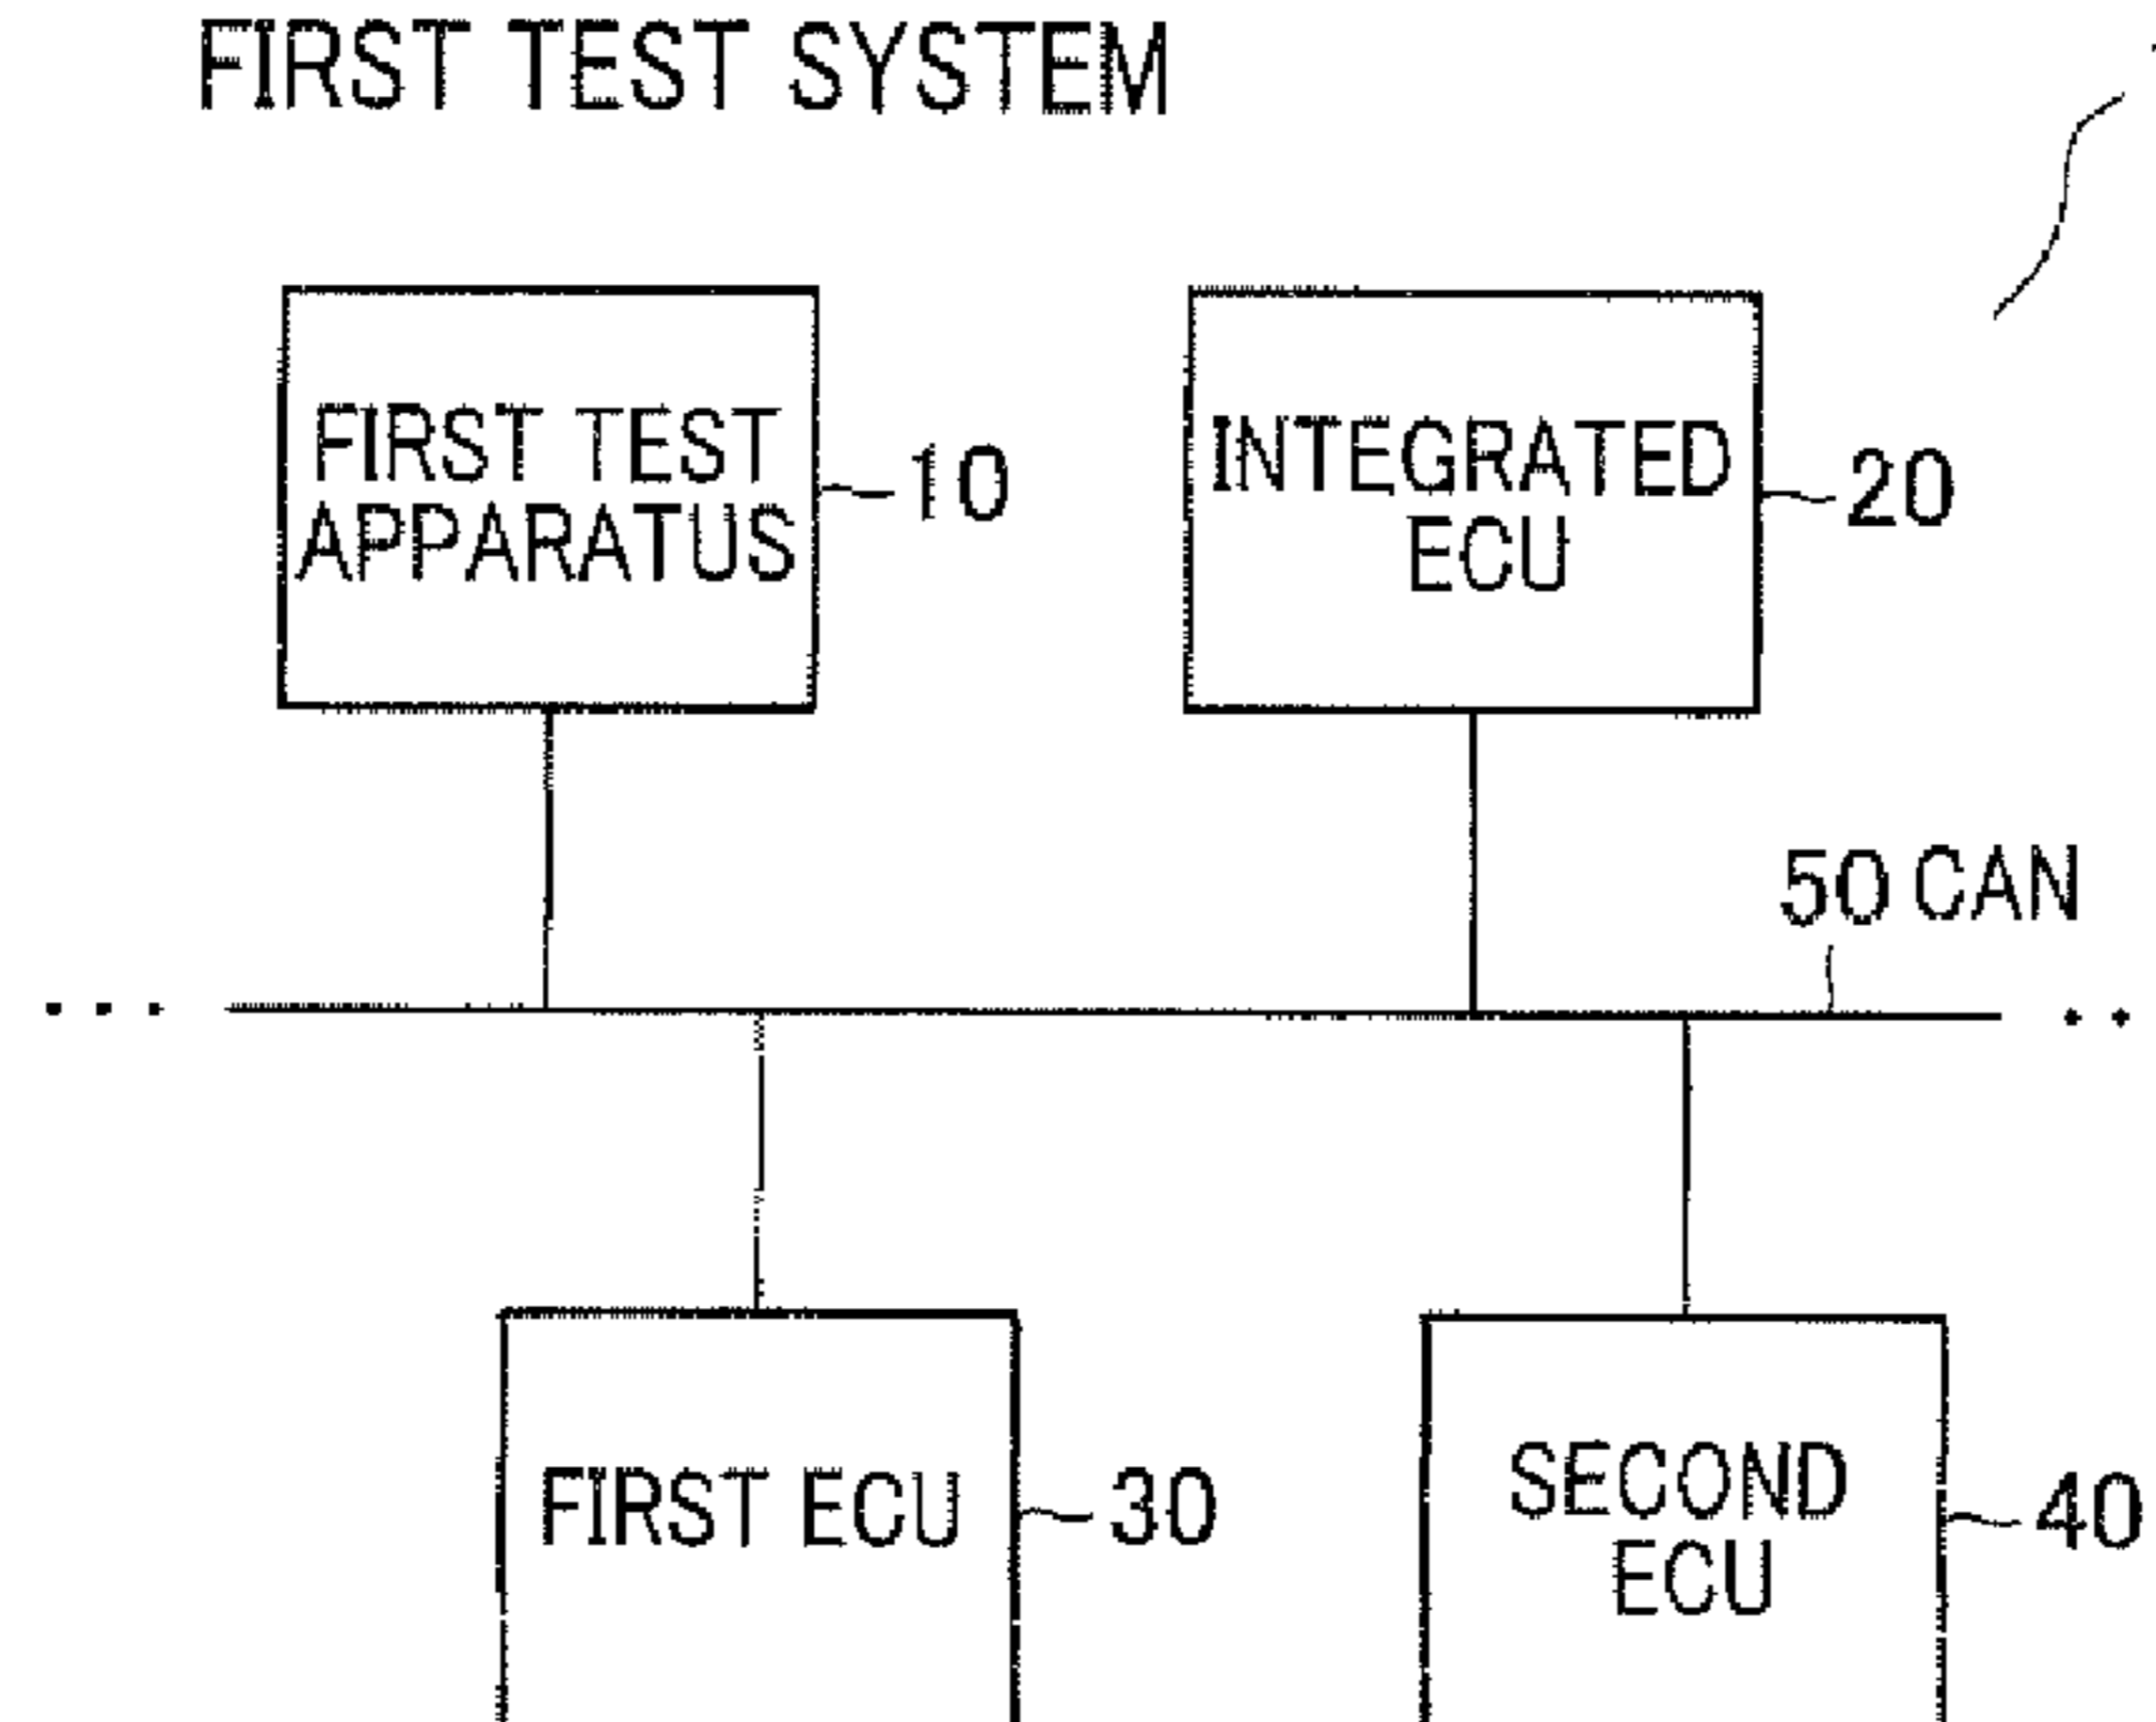 FIRST TEST SYSTEM
FIRST TEST
APPARATUS
10
INTEGRATED
ECU
20
50 CAN
FIRST ECU
30
SECOND
ECU
40